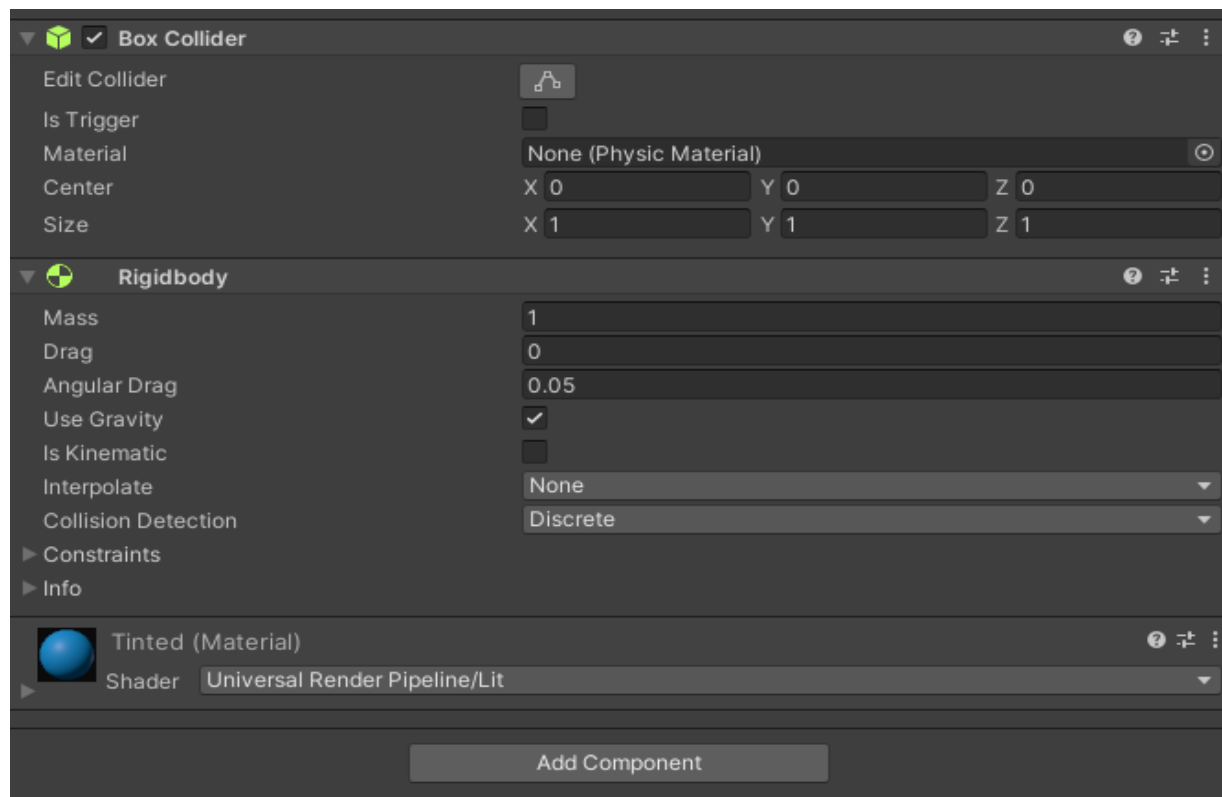 Box Collider
Edit Collider
Is Trigger
Material None (Physic Material)
Center X 0 Y 0 Z 0
Size X 1 Y 1 Z 1
Rigidbody
Mass 1
Drag 0
Angular Drag 0.05
Use Gravity
Is Kinematic
Interpolate None
Collision Detection Discrete
Constraints
Info
Tinted (Material)
Shader Universal Render Pipeline/Lit
Add Component